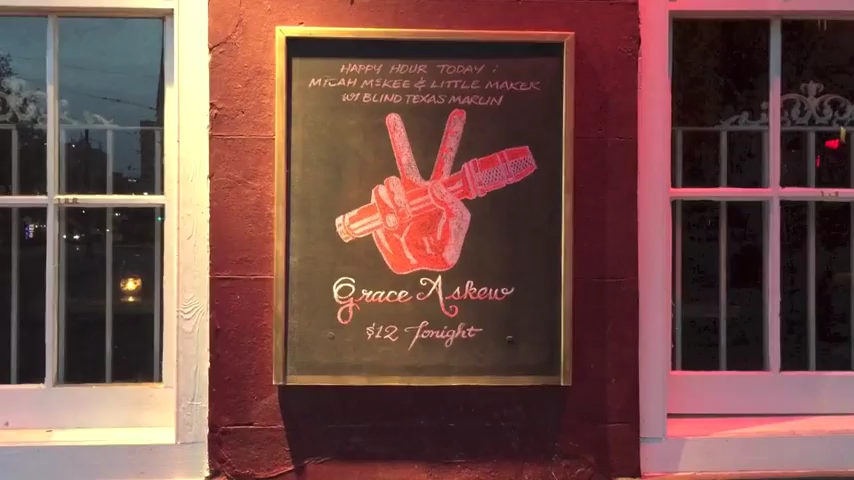 HAPPY HOUR TODAY :
MICAH McKEE & LITTLE MAKER
W/ BLIND TEXAS MARLIN
Grace Askew
$12 Tonight